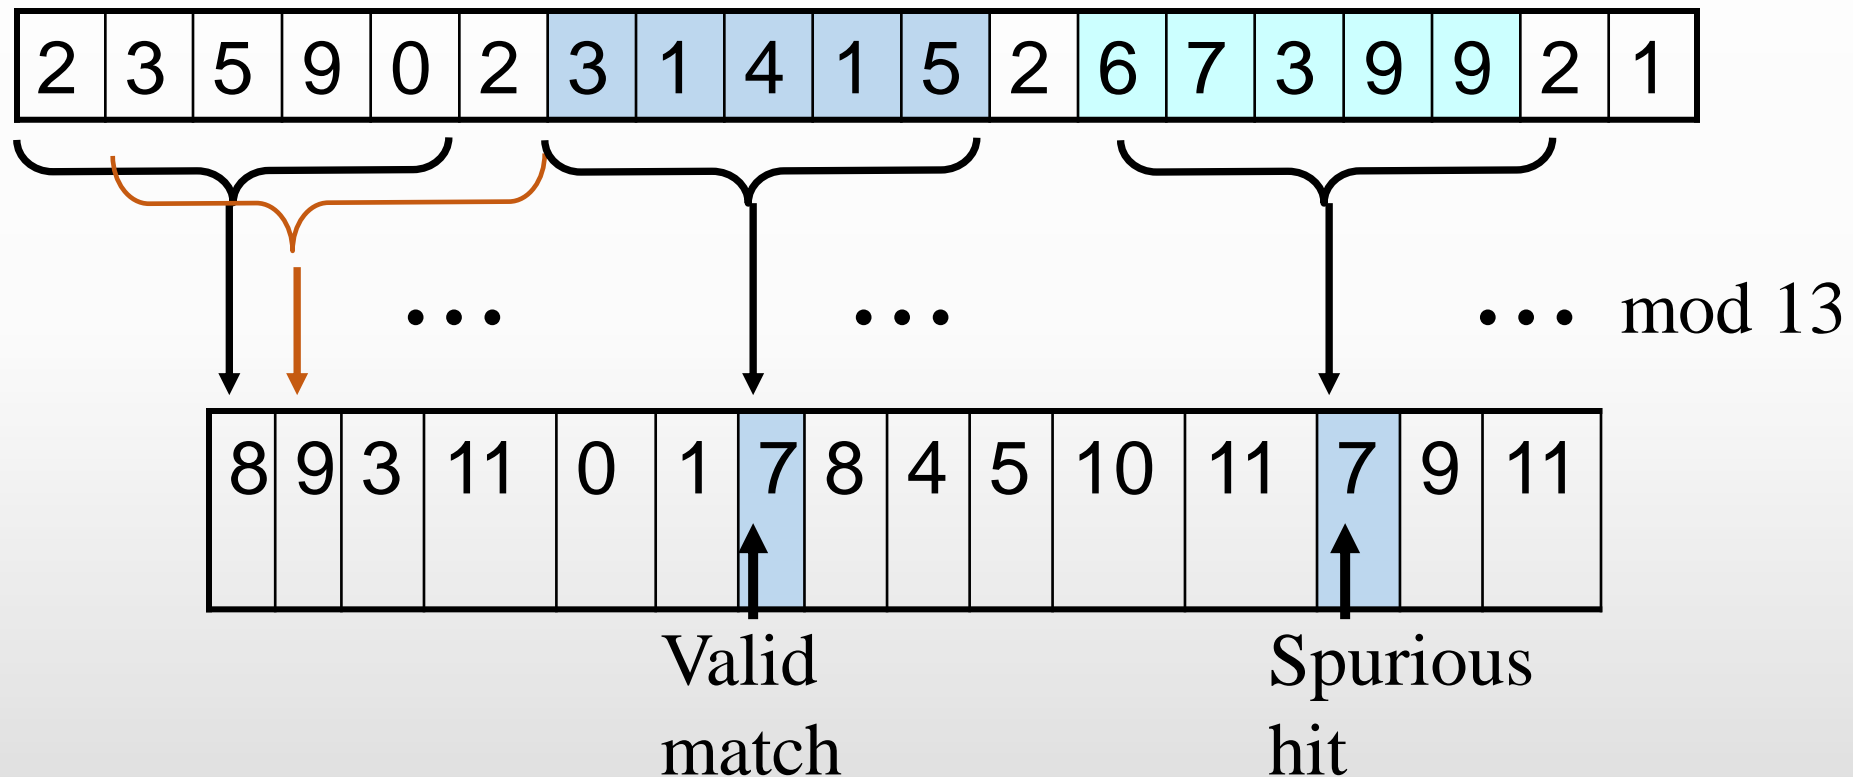 2 3 5 9 0 2 3 1 4 1 5 2 6 7 3 9 9 2 1
... ... ... mod 13
8 9 3 11 0 1 7 8 4 5 10 11 7 9 11
Valid Spurious
match hit